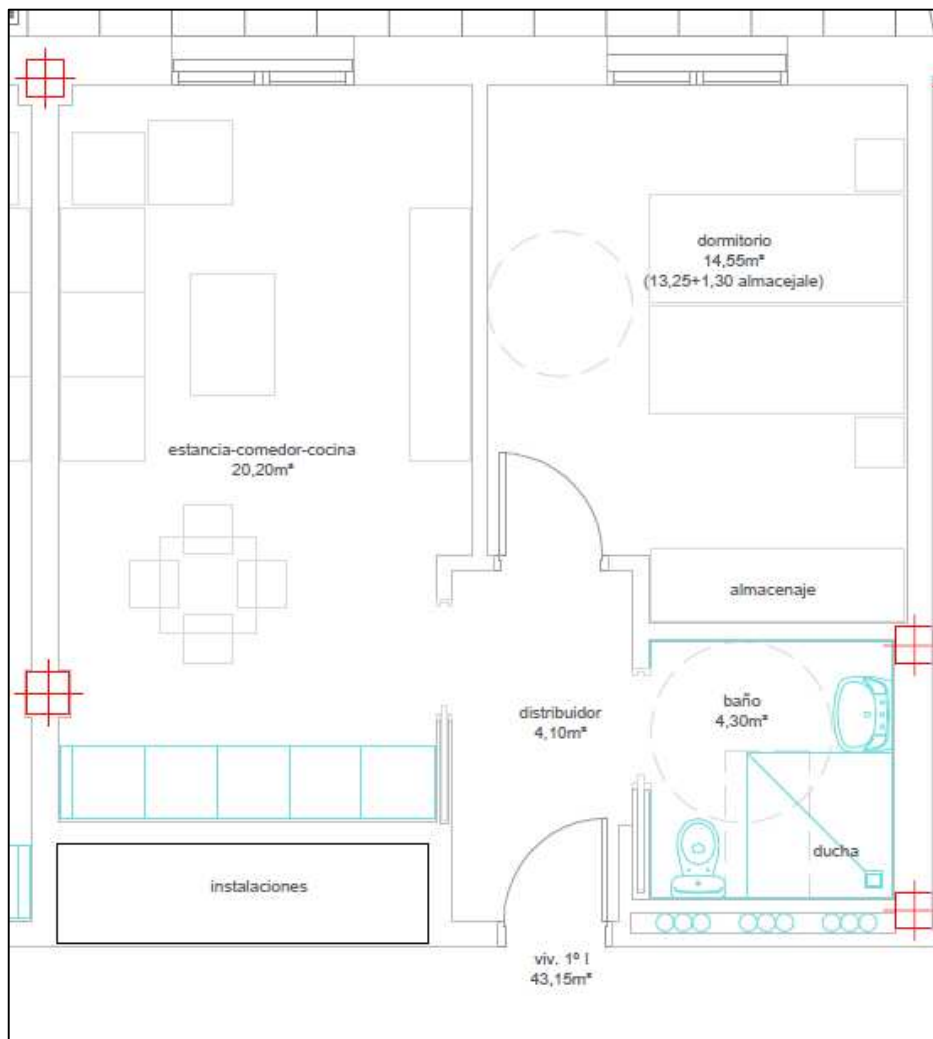 dormitorio
14,55m²
(13,25+1,30 almacejale)
estancia-comedor-cocina
20,20m²
almacenaje
baño
4,30m²
distribuidor
4,10m²
ducha
instalaciones
viv. 1º I
43,15m²